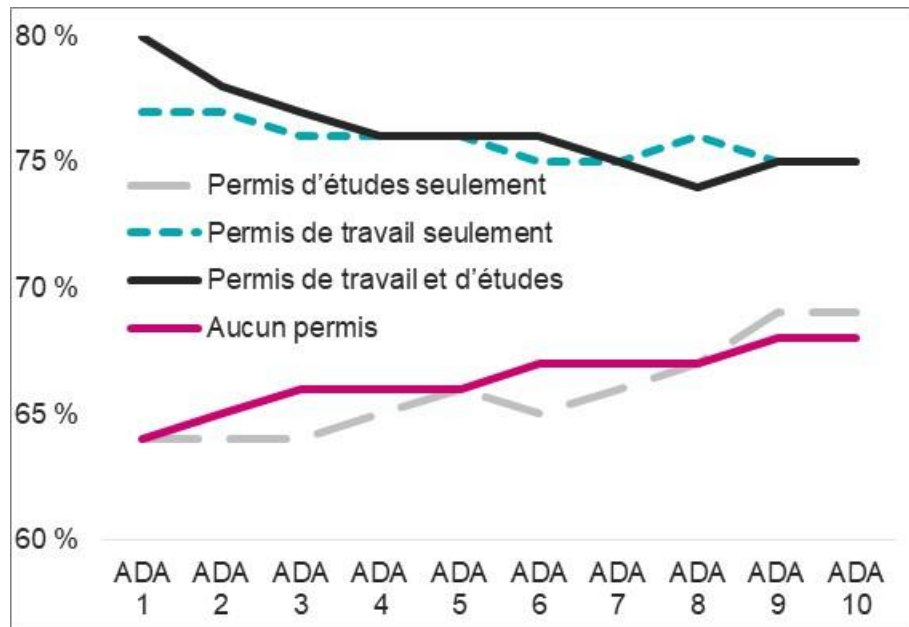 80 %
75 %
Permis d’études seulement
Permis de travail seulement
70 %
Permis de travail et d’études
Aucun permis
65 %
60 %
ADA ADA ADA ADA ADA ADA ADA ADA ADA ADA
1 2 3 4 5 6 7 8 9 10